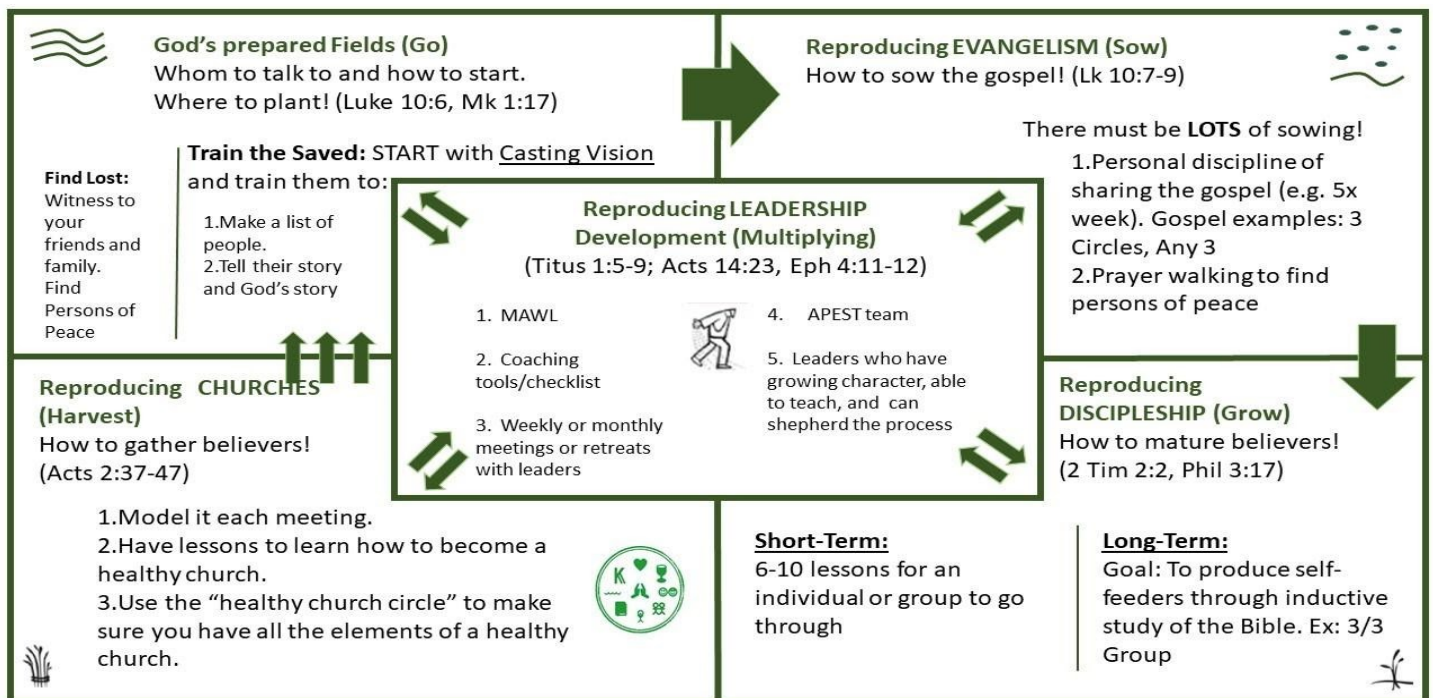 God's prepared Fields (Go)
Whom to talk to and how to start.
Where to plant! (Luke 10:6, Mk 1:17)
Find Lost:
Witness to
your
friends and
family.
Find
Persons of
Peace
Train the Saved: START with Casting Vision
and train them to:
1.Make a list of
people.
2.Tell their story
and God's story
Reproducing EVANGELISM (Sow)
How to sow the gospel! (Lk 10:7-9)
There must be LOTS of sowing!
1.Personal discipline of
sharing the gospel (e.g. 5x
week). Gospel examples: 3
Circles, Any 3
2.Prayer walking to find
persons of peace
Reproducing LEADERSHIP
Development (Multiplying)
(Titus 1:5-9; Acts 14:23, Eph 4:11-12)
1. MAWL
2. Coaching
tools/checklist
3. Weekly or monthly
meetings or retreats
with leaders
4. APEST team
5. Leaders who have
growing character, able
to teach, and can
shepherd the process
Reproducing CHURCHES
(Harvest)
How to gather believers!
(Acts 2:37-47)
1.Model it each meeting.
2.Have lessons to learn how to become a
healthy church.
3.Use the “healthy church circle” to make
sure you have all the elements of a healthy
church.
K
Reproducing
DISCIPLESHIP (Grow)
How to mature believers!
(2 Tim 2:2, Phil 3:17)
Short-Term:
6-10 lessons for an
individual or group to go
through
Long-Term:
Goal: To produce self-
feeders through inductive
study of the Bible. Ex: 3/3
Group